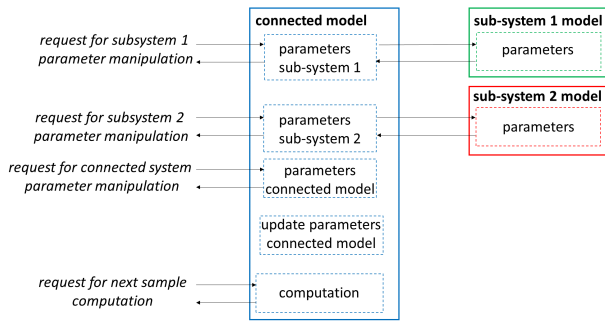 connected model
request for subsystem 1
parameter manipulation
parameters
sub-system 1
sub-system 1 model
parameters
request for subsystem 2
parameter manipulation
parameters
sub-system 2
sub-system 2 model
parameters
request for connected system
parameter manipulation
parameters
connected model
update parameters
connected model
request for next sample
computation
computation